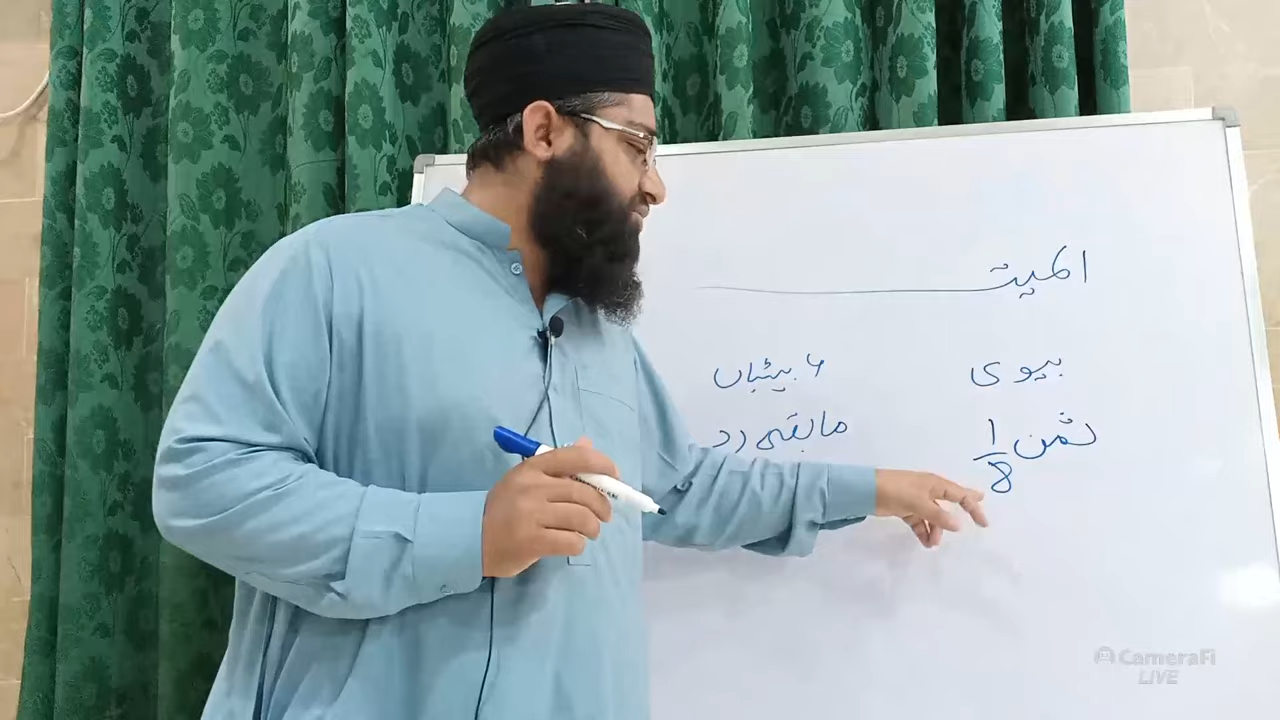 المیت
بیوی ۶ بیٹیاں
ثمن 1/8 مابقی رد
CameraFi
LIVE